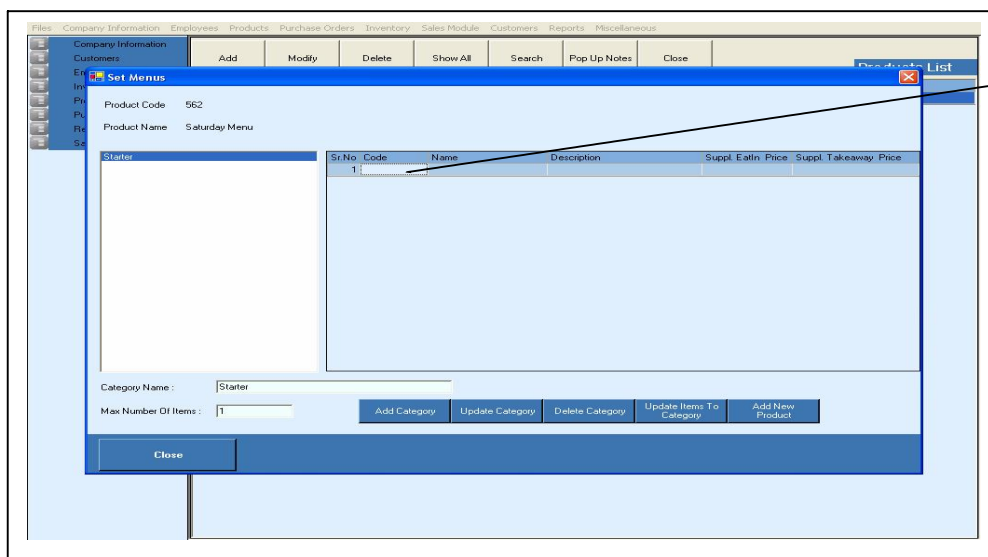 Files Company Information Employees Products Purchase Orders Inventory Sales Module Customers Reports Miscellaneous
Company Information
Customers
Add Modify Delete Show All Search Pop Up Notes Close
List
Set Menus
Product Code 562
Product Name Saturday Menu
Starter
Sr.No Code Name Description Suppl. EatIn Price Suppl. Takeaway Price
1
Category Name : Starter
Max Number Of Items : 1
Add Category Update Category Delete Category Update Items To Category Add New Product
Close